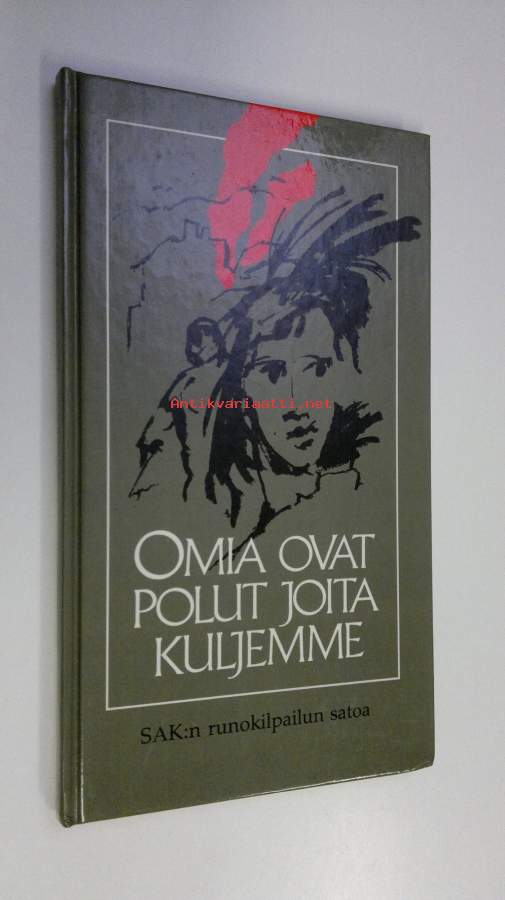 Antikvariaatti.net
OMIA OVAT
POLUT JOITA
KULJEMME
SAK:n runokilpailun satoa